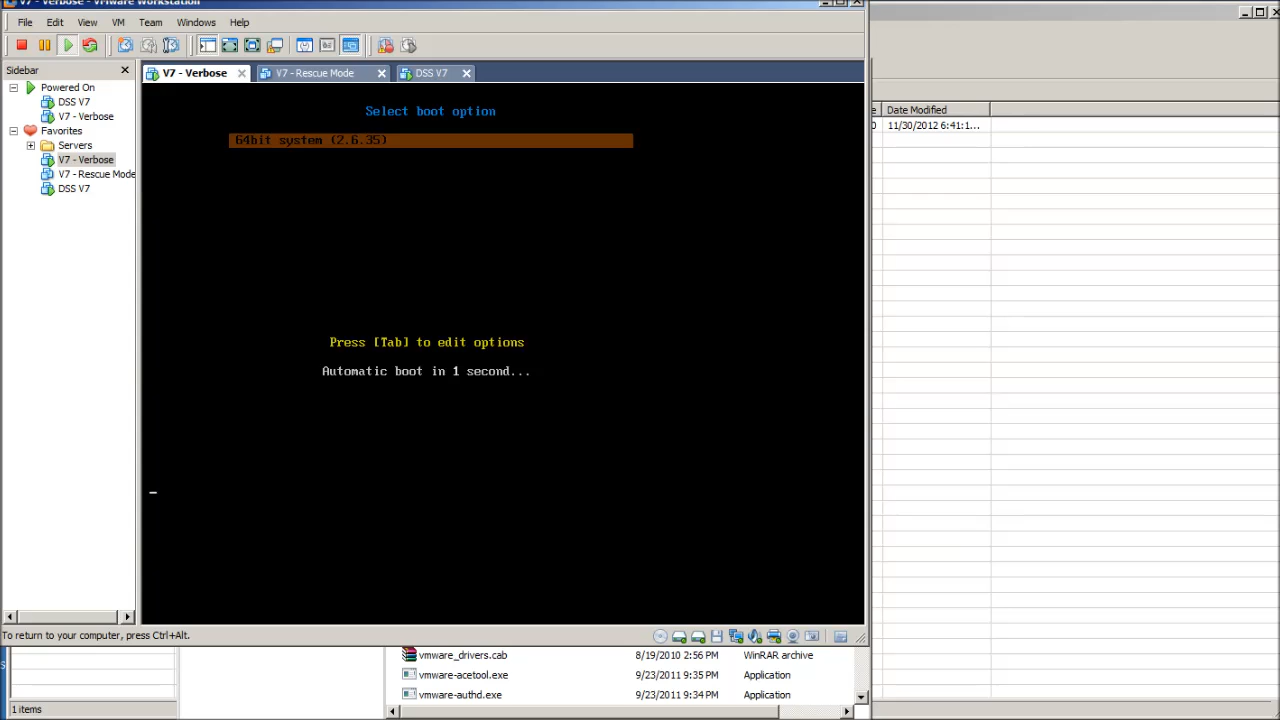 V7 - Verbose - VMware Workstation
File Edit View VM Team Windows Help
Sidebar
V7 - Verbose
V7 - Rescue Mode
DSS V7
Powered On
DSS V7
V7 - Verbose
Favorites
Servers
V7 - Verbose
V7 - Rescue Mode
DSS V7
Select boot option
64bit system (2.6.35)
Press [Tab] to edit options
Automatic boot in 1 second...
To return to your computer, press Ctrl+Alt.
Date Modified
11/30/2012 6:41:1...
vmware_drivers.cab 8/19/2010 2:56 PM WinRAR archive
vmware-acetool.exe 9/23/2011 9:35 PM Application
vmware-authd.exe 9/23/2011 9:34 PM Application
1 items